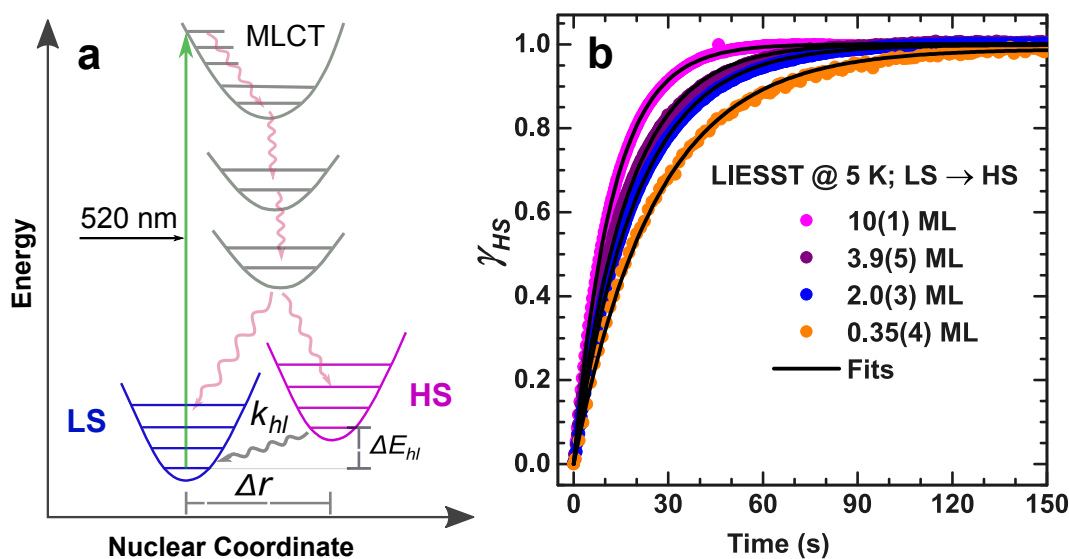 a
MLCT
520 nm
Energy
LS
HS
k_hl
ΔE_hl
Δr
Nuclear Coordinate
b
γ_HS
1.0
0.8
0.6
0.4
0.2
0.0
LIESST @ 5 K; LS → HS
10(1) ML
3.9(5) ML
2.0(3) ML
0.35(4) ML
Fits
0 30 60 90 120 150
Time (s)